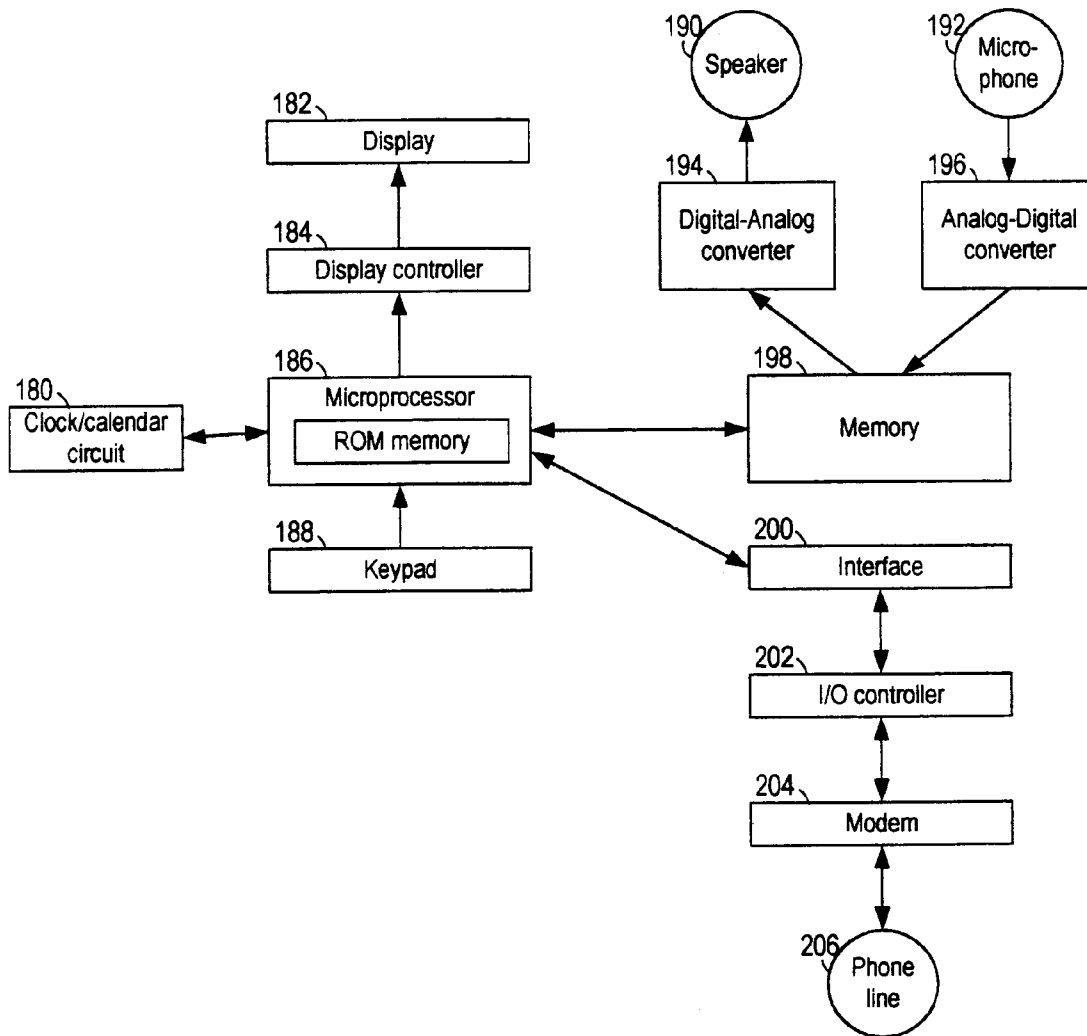 190
Speaker
192
Micro-
phone
182
Display
194
Digital-Analog
converter
196
Analog-Digital
converter
184
Display controller
186
Microprocessor
ROM memory
198
Memory
180
Clock/calendar
circuit
188
Keypad
200
Interface
202
I/O controller
204
Modem
206
Phone
line